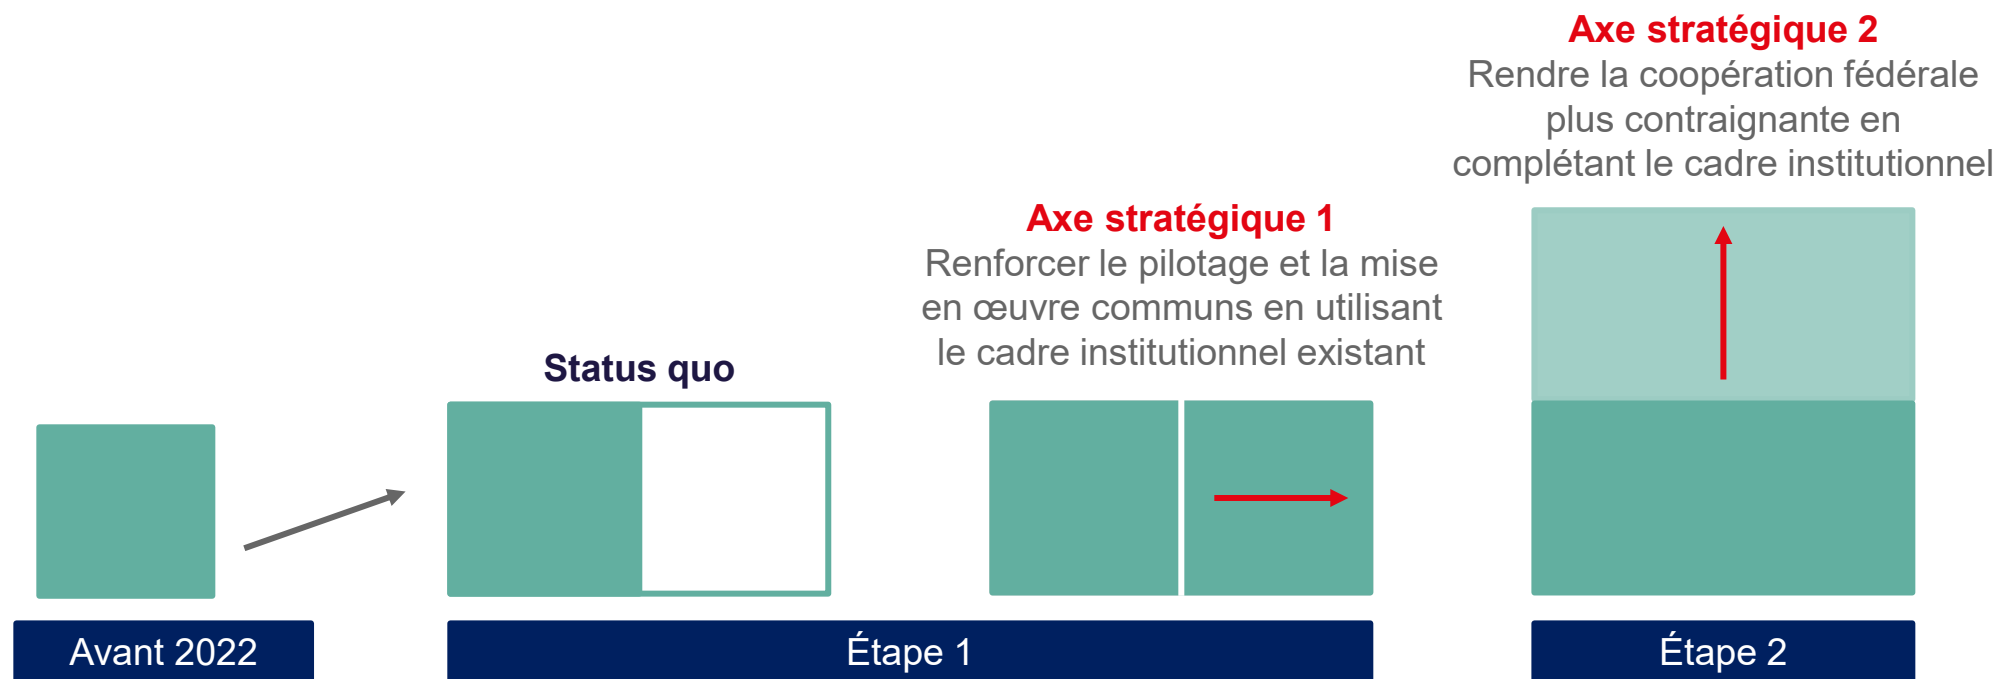 Axe stratégique 2
Rendre la coopération fédérale
plus contraignante en
complétant le cadre institutionnel
Axe stratégique 1
Renforcer le pilotage et la mise
en œuvre communs en utilisant
le cadre institutionnel existant
Status quo
Avant 2022
Étape 1
Étape 2